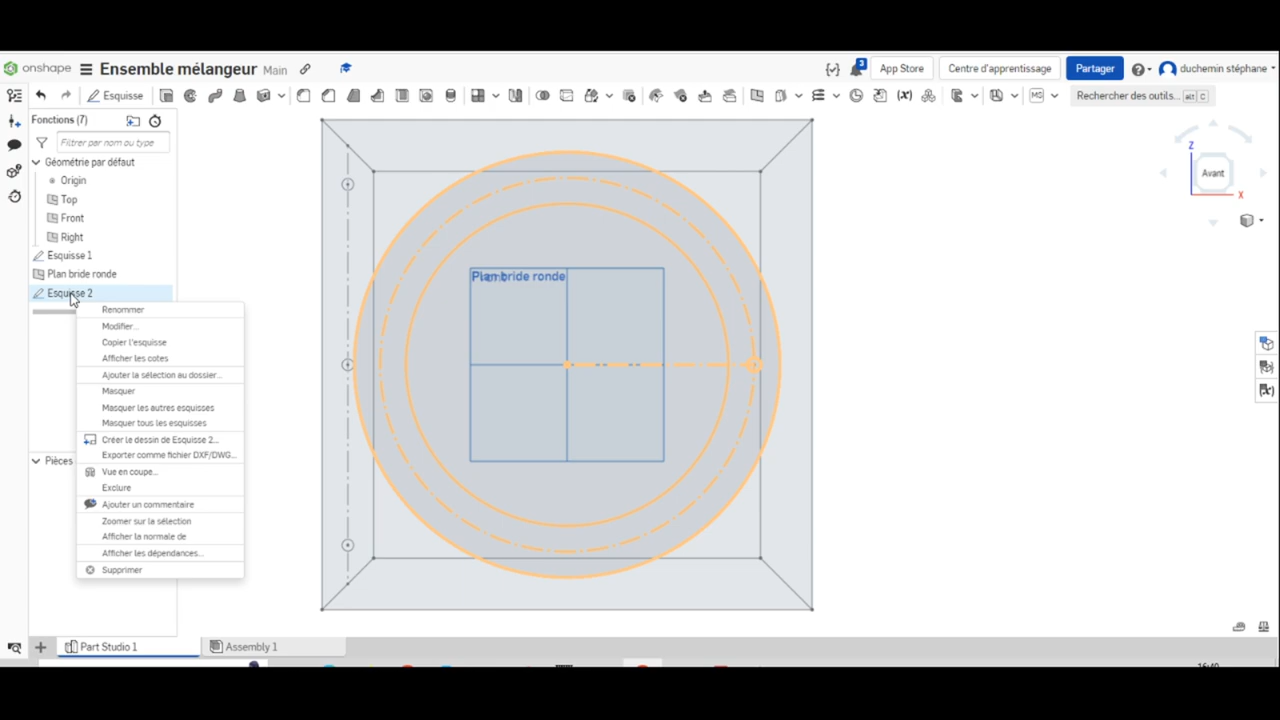 onshape Ensemble mélangeur Main
3
App Store
Centre d'apprentissage
Partager
duchemin stéphane
Esquisse
Rechercher des outils... alt C
Fonctions (7)
Filtrer par nom ou type
Géométrie par défaut
Origin
Top
Front
Right
Esquisse 1
Plan bride ronde
Esquisse 2
Renommer
Modifier...
Copier l'esquisse
Afficher les cotes
Ajouter la sélection au dossier...
Masquer
Masquer les autres esquisses
Masquer tous les esquisses
Créer le dessin de Esquisse 2...
Exporter comme fichier DXF/DWG...
Vue en coupe...
Exclure
Ajouter un commentaire
Zoomer sur la sélection
Afficher la normale de
Afficher les dépendances...
Supprimer
Pièces
Plan bride ronde
Z
Avant
X
Part Studio 1
Assembly 1